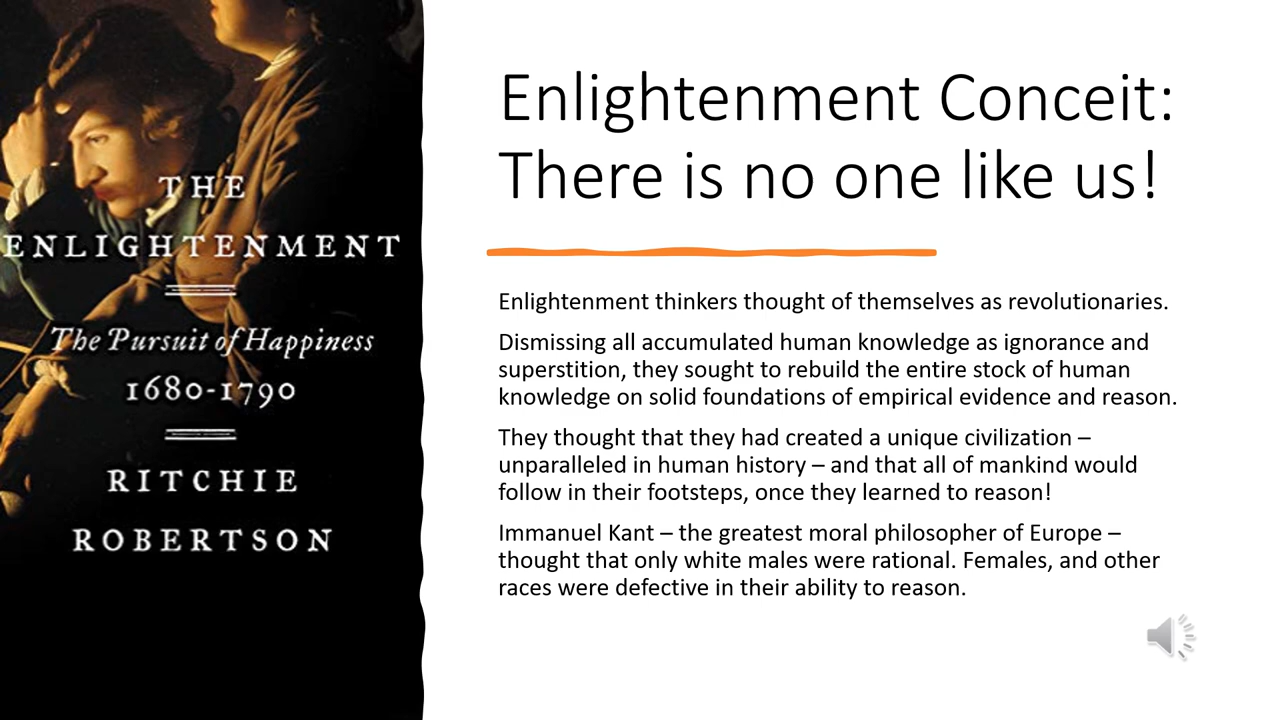 THE
ENLIGHTENMENT
The Pursuit of Happiness
1680-1790
RITCHIE
ROBERTSON
Enlightenment Conceit:
There is no one like us!
Enlightenment thinkers thought of themselves as revolutionaries.
Dismissing all accumulated human knowledge as ignorance and
superstition, they sought to rebuild the entire stock of human
knowledge on solid foundations of empirical evidence and reason.
They thought that they had created a unique civilization –
unparalleled in human history – and that all of mankind would
follow in their footsteps, once they learned to reason!
Immanuel Kant – the greatest moral philosopher of Europe –
thought that only white males were rational. Females, and other
races were defective in their ability to reason.